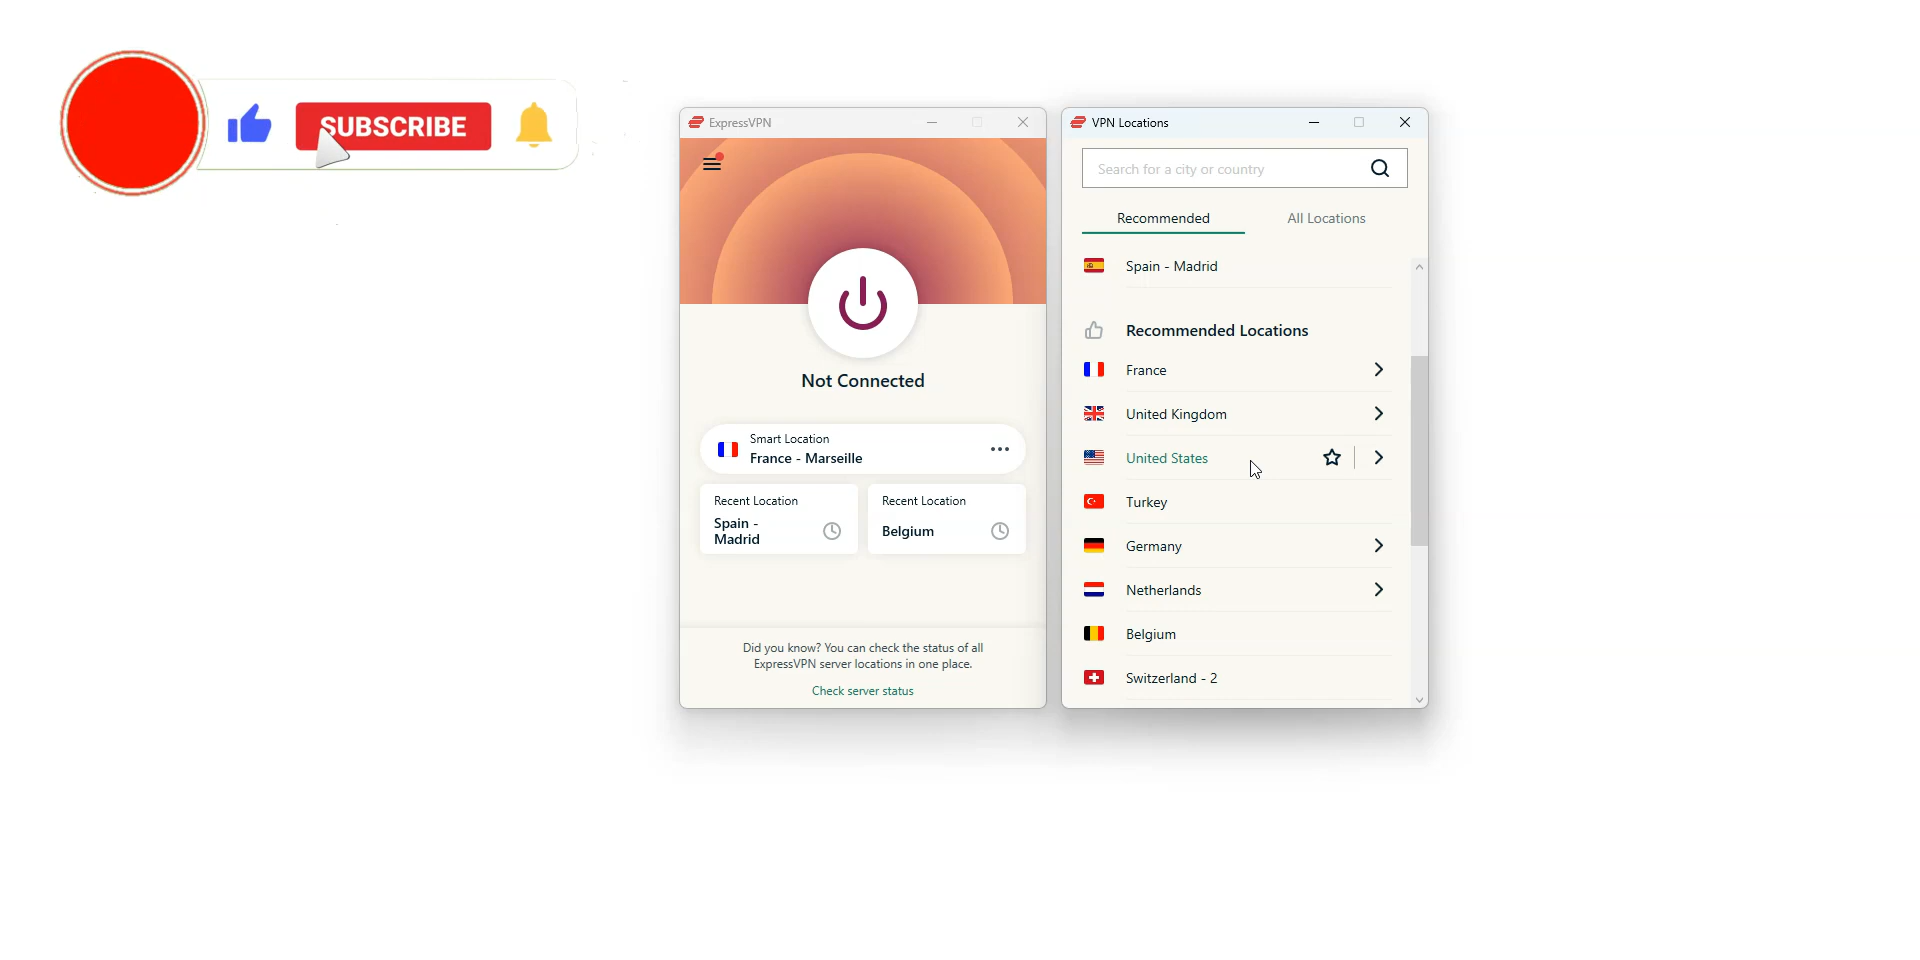 SUBSCRIBE
ExpressVPN
Not Connected
Smart Location
France - Marseille
Recent Location
Spain -
Madrid
Recent Location
Belgium
Did you know? You can check the status of all
ExpressVPN server locations in one place.
Check server status
VPN Locations
Search for a city or country
Recommended
All Locations
Spain - Madrid
Recommended Locations
France
United Kingdom
United States
Turkey
Germany
Netherlands
Belgium
Switzerland - 2